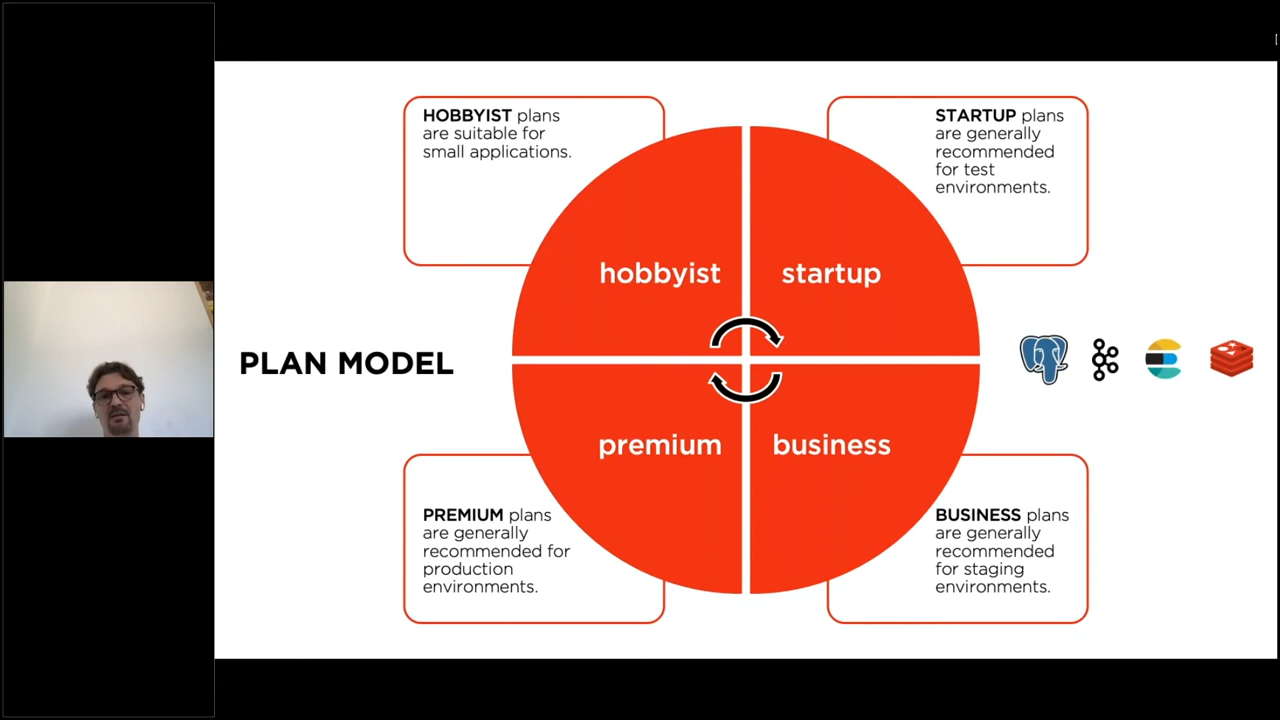 HOBBYIST plans
are suitable for
small applications.
STARTUP plans
are generally
recommended
for test
environments.
hobbyist
startup
PLAN MODEL
premium
business
PREMIUM plans
are generally
recommended for
production
environments.
BUSINESS plans
are generally
recommended
for staging
environments.